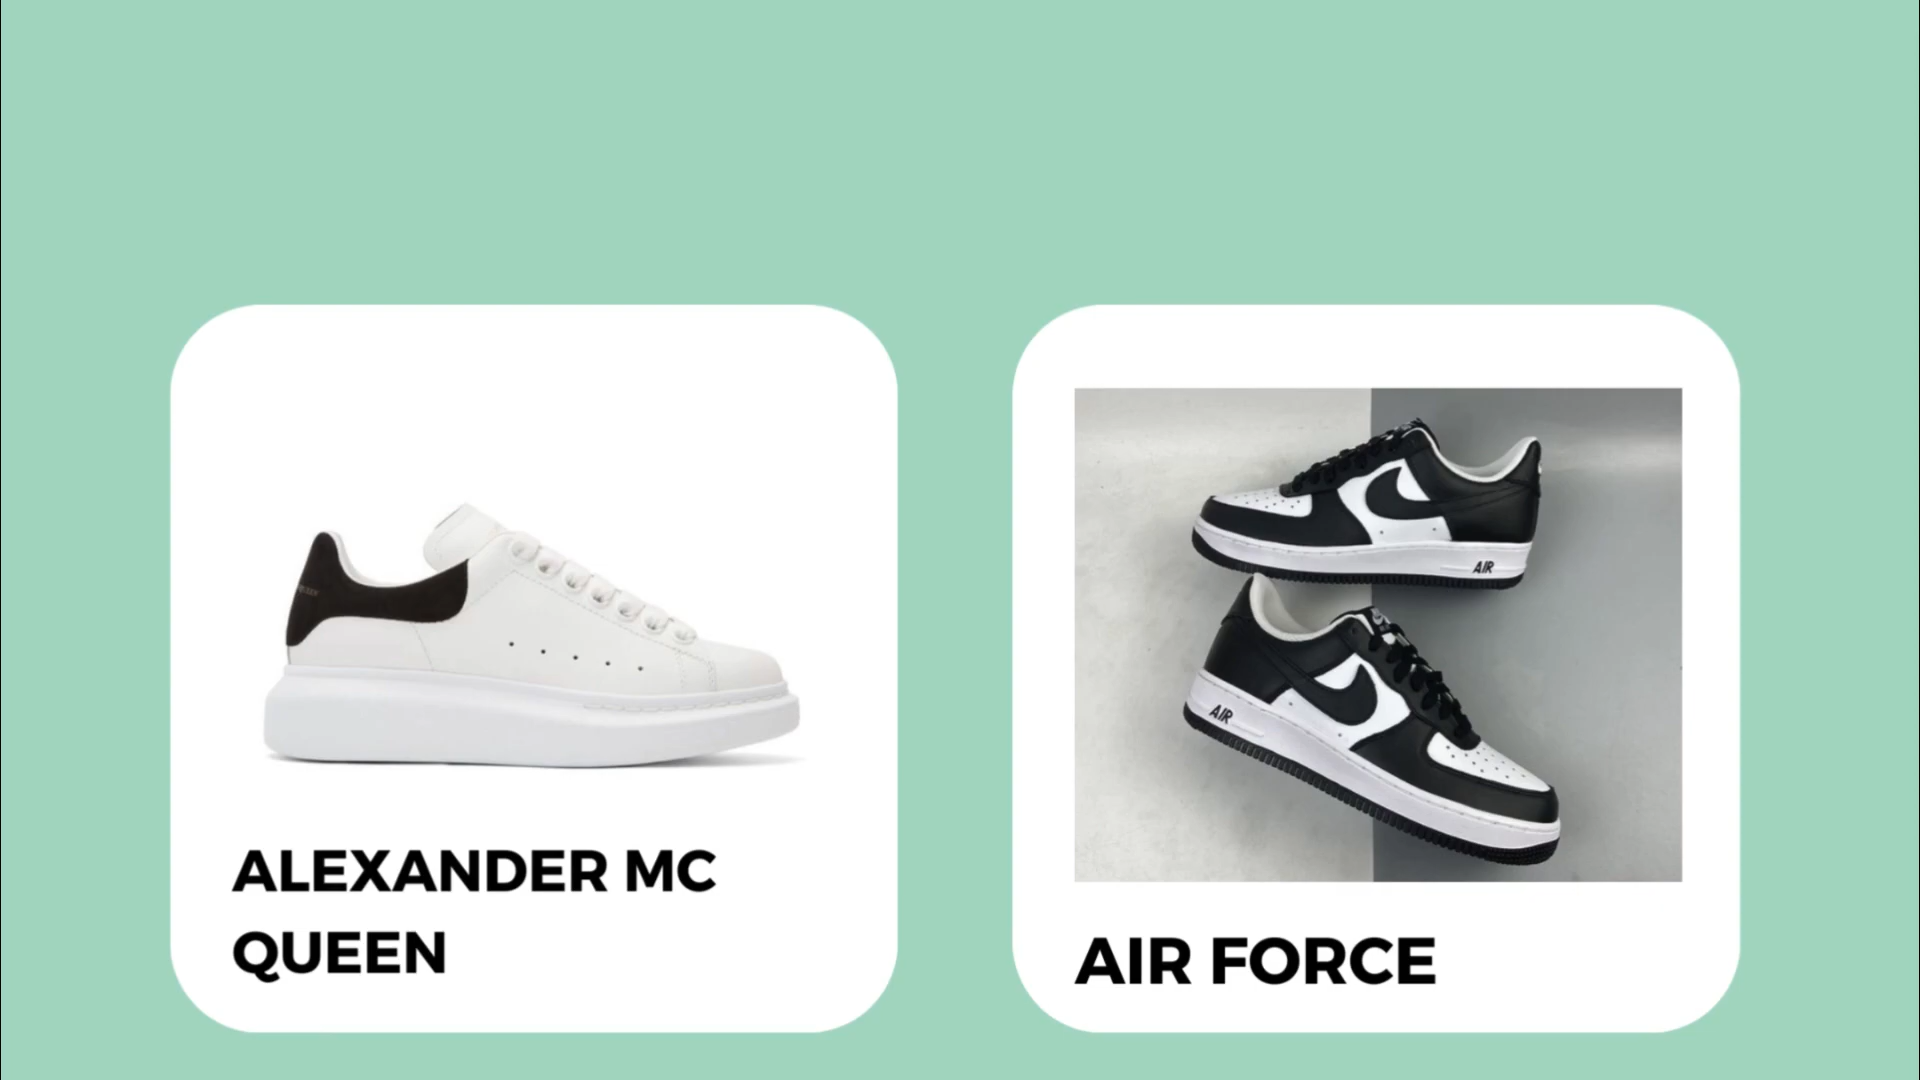 ALEXANDER MC
QUEEN
AIR
AIR
AIR FORCE